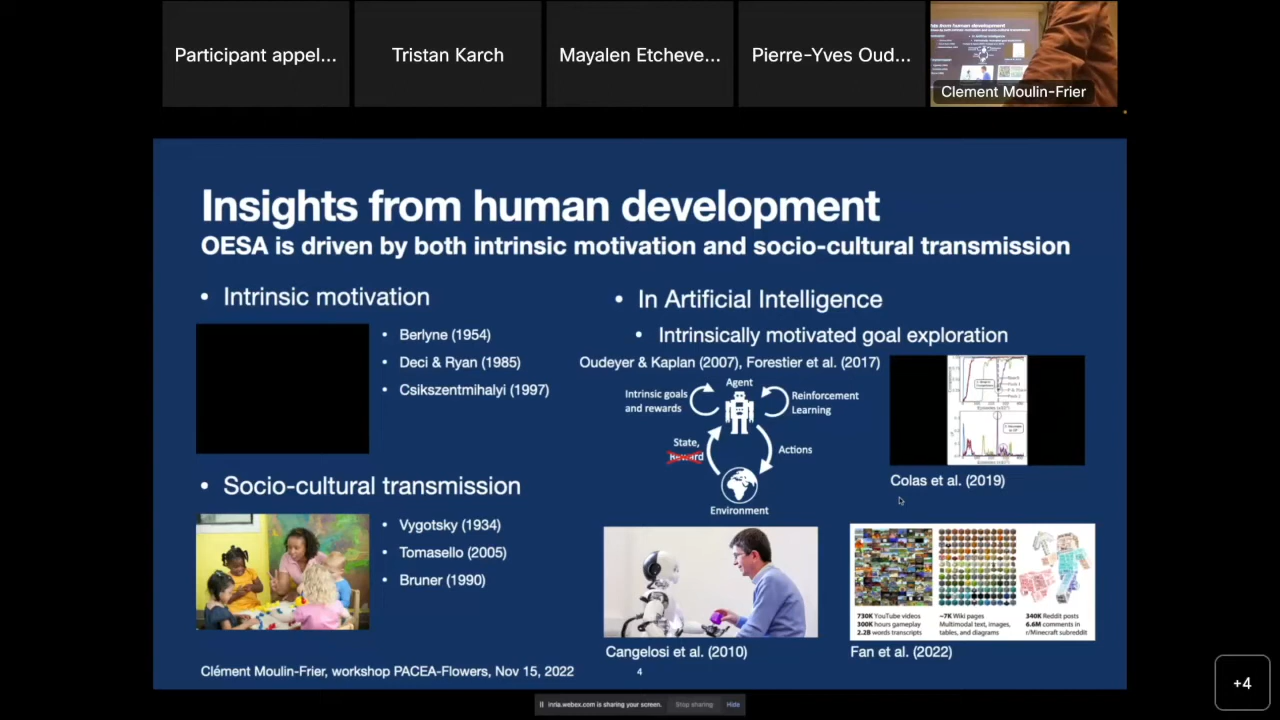 Participant au pél...
Tristan Karch
Mayalen Etcheve...
Pierre-Yves Oud...
Clement Moulin-Frier
Insights from human development
OESA is driven by both intrinsic motivation and socio-cultural transmission
• Intrinsic motivation
• Berlyne (1954)
• Deci & Ryan (1985)
• Csikszentmihalyi (1997)
• Socio-cultural transmission
• Vygotsky (1934)
• Tomasello (2005)
• Bruner (1990)
• In Artificial Intelligence
• Intrinsically motivated goal exploration
Oudeyer & Kaplan (2007), Forestier et al. (2017)
Agent
Intrinsic goals
and rewards
Reinforcement
Learning
State,
Reward
Actions
Environment
Colas et al. (2019)
Cangelosi et al. (2010)
730K YouTube videos
300K hours gameplay
2.2B words transcripts
~7K Wiki pages
Multimodal text, images,
tables, and diagrams
340K Reddit posts
6.6M comments in
r/Minecraft subreddit
Fan et al. (2022)
Clément Moulin-Frier, workshop PACEA-Flowers, Nov 15, 2022
4
inria.webex.com is sharing your screen.
Stop sharing
Hide
+4